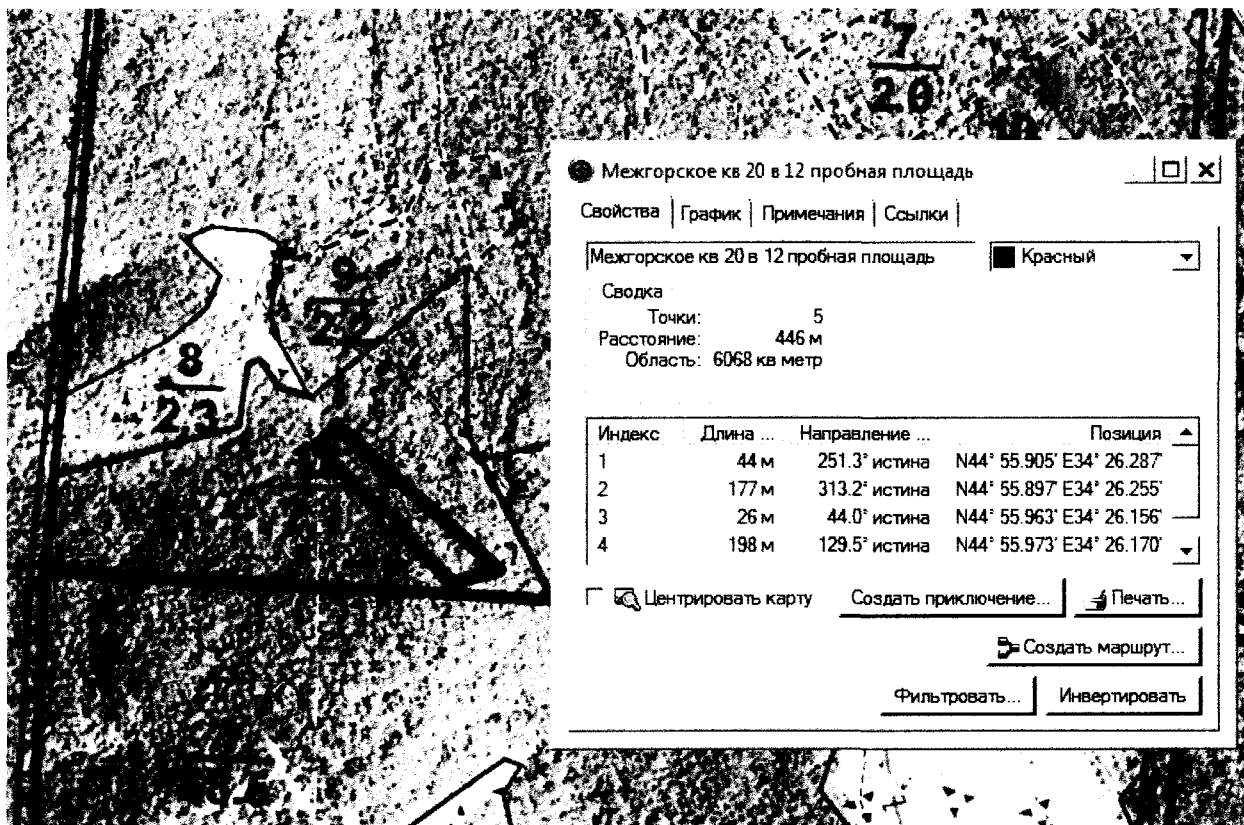 7
20
9
22
8
23
Межгорское кв 20 в 12 пробная площадь
Свойства График Примечания Ссылки
Межгорское кв 20 в 12 пробная площадь Красный
Сводка
Точки: 5
Расстояние: 446 м
Область: 6068 кв метр
Индекс Длина ... Направление ... Позиция
1 44 м 251.3° истина N44° 55.905' E34° 26.287'
2 177 м 313.2° истина N44° 55.897' E34° 26.255'
3 26 м 44.0° истина N44° 55.963' E34° 26.156'
4 198 м 129.5° истина N44° 55.973' E34° 26.170'
Центрировать карту Создать приключение... Печать...
Создать маршрут...
Фильтровать... Инвертировать